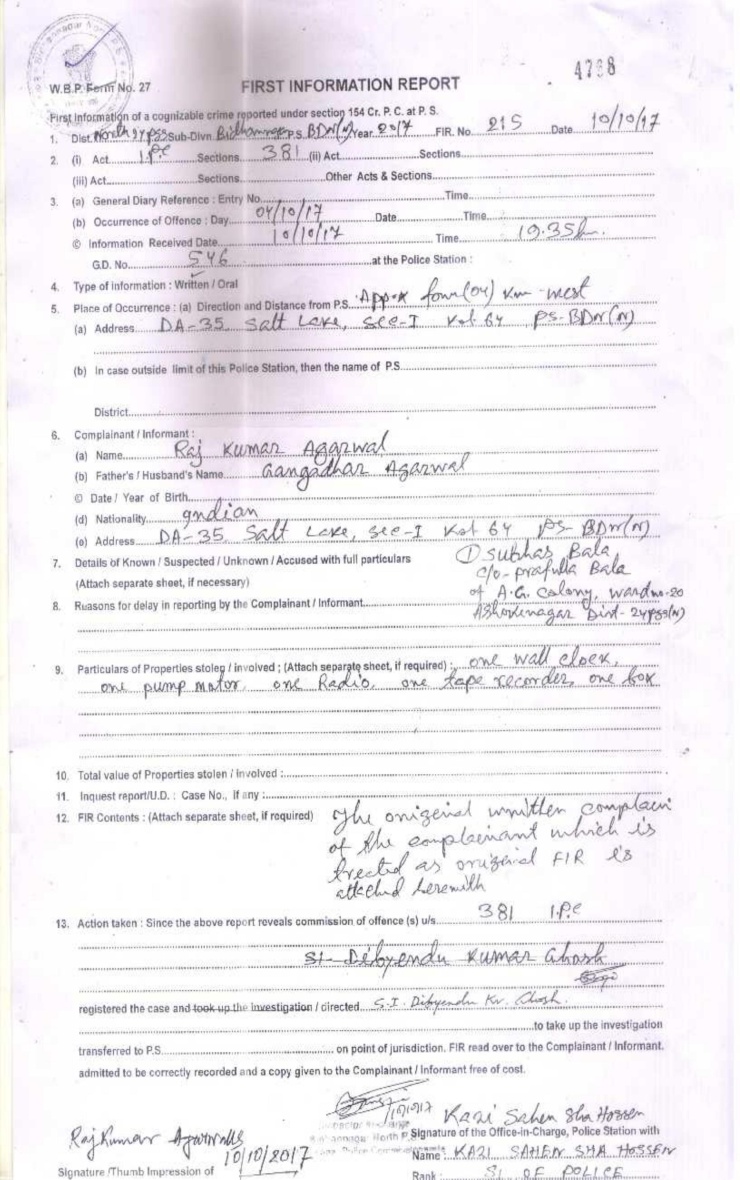 4788
W.B.P. Form No. 27
FIRST INFORMATION REPORT
First Information of a cognizable crime reported under section 154 Cr. P. C. at P. S.
1. Dist. North 24 pgs Sub-Divn. Bidhannagar P.S. BDN(N) Year. 2017 FIR. No. 215 Date 10/10/17
2. (i) Act I.P.C Sections 381 (ii) Act Sections
(iii) Act Sections Other Acts & Sections
3. (a) General Diary Reference : Entry No. Time
(b) Occurrence of Offence : Day 04/10/17 Date Time
© Information Received Date 10/10/17 Time 19.35 hr.
G.D. No. 546 at the Police Station :
4. Type of information : Written / Oral
5. Place of Occurrence : (a) Direction and Distance from P.S. Appox four(04) Km - west
(a) Address DA-35, Salt Lake, sec-I Kol 64 PS- BDN(N)
(b) In case outside limit of this Police Station, then the name of P.S.
District
6. Complainant / Informant :
(a) Name Raj Kumar Agarwal
(b) Father's / Husband's Name Gangadhar Agarwal
© Date / Year of Birth
(d) Nationality Indian
(e) Address DA-35, Salt Lake, sec-I Kol 64 PS- BDN(N)
7. Details of Known / Suspected / Unknown / Accused with full particulars ① Subhas Bala
(Attach separate sheet, if necessary) c/o- prafulla Bala
of A.G. colony, ward no-20
8. Reasons for delay in reporting by the Complainant / Informant Ashokenagar Dist- 24pgs(N)
9. Particulars of Properties stolen / involved ; (Attach separate sheet, if required) : one wall clock,
one pump motor, one Radio, one tape recorder, one box
10. Total value of Properties stolen / involved :
11. Inquest report/U.D. : Case No., if any :
12. FIR Contents : (Attach separate sheet, if required) The original written complain
of the complainant which is
treated as original FIR is
attached herewith
13. Action taken : Since the above report reveals commission of offence (s) u/s 381 I.P.C
SI- Dibyendu Kumar Ghosh
registered the case and took up the investigation / directed S.I. Dibyendu Kr. Ghosh.
to take up the investigation
transferred to P.S. on point of jurisdiction. FIR read over to the Complainant / Informant.
admitted to be correctly recorded and a copy given to the Complainant / Informant free of cost.
10/10/17 Kazi Sahen Sha Hossen
RajKumar Agarwal Signature of the Office-in-Charge, Police Station with
10/10/2017 Name : KAZI SAHEN SHA HOSSEN
Signature /Thumb Impression of Rank : SI OF POLICE